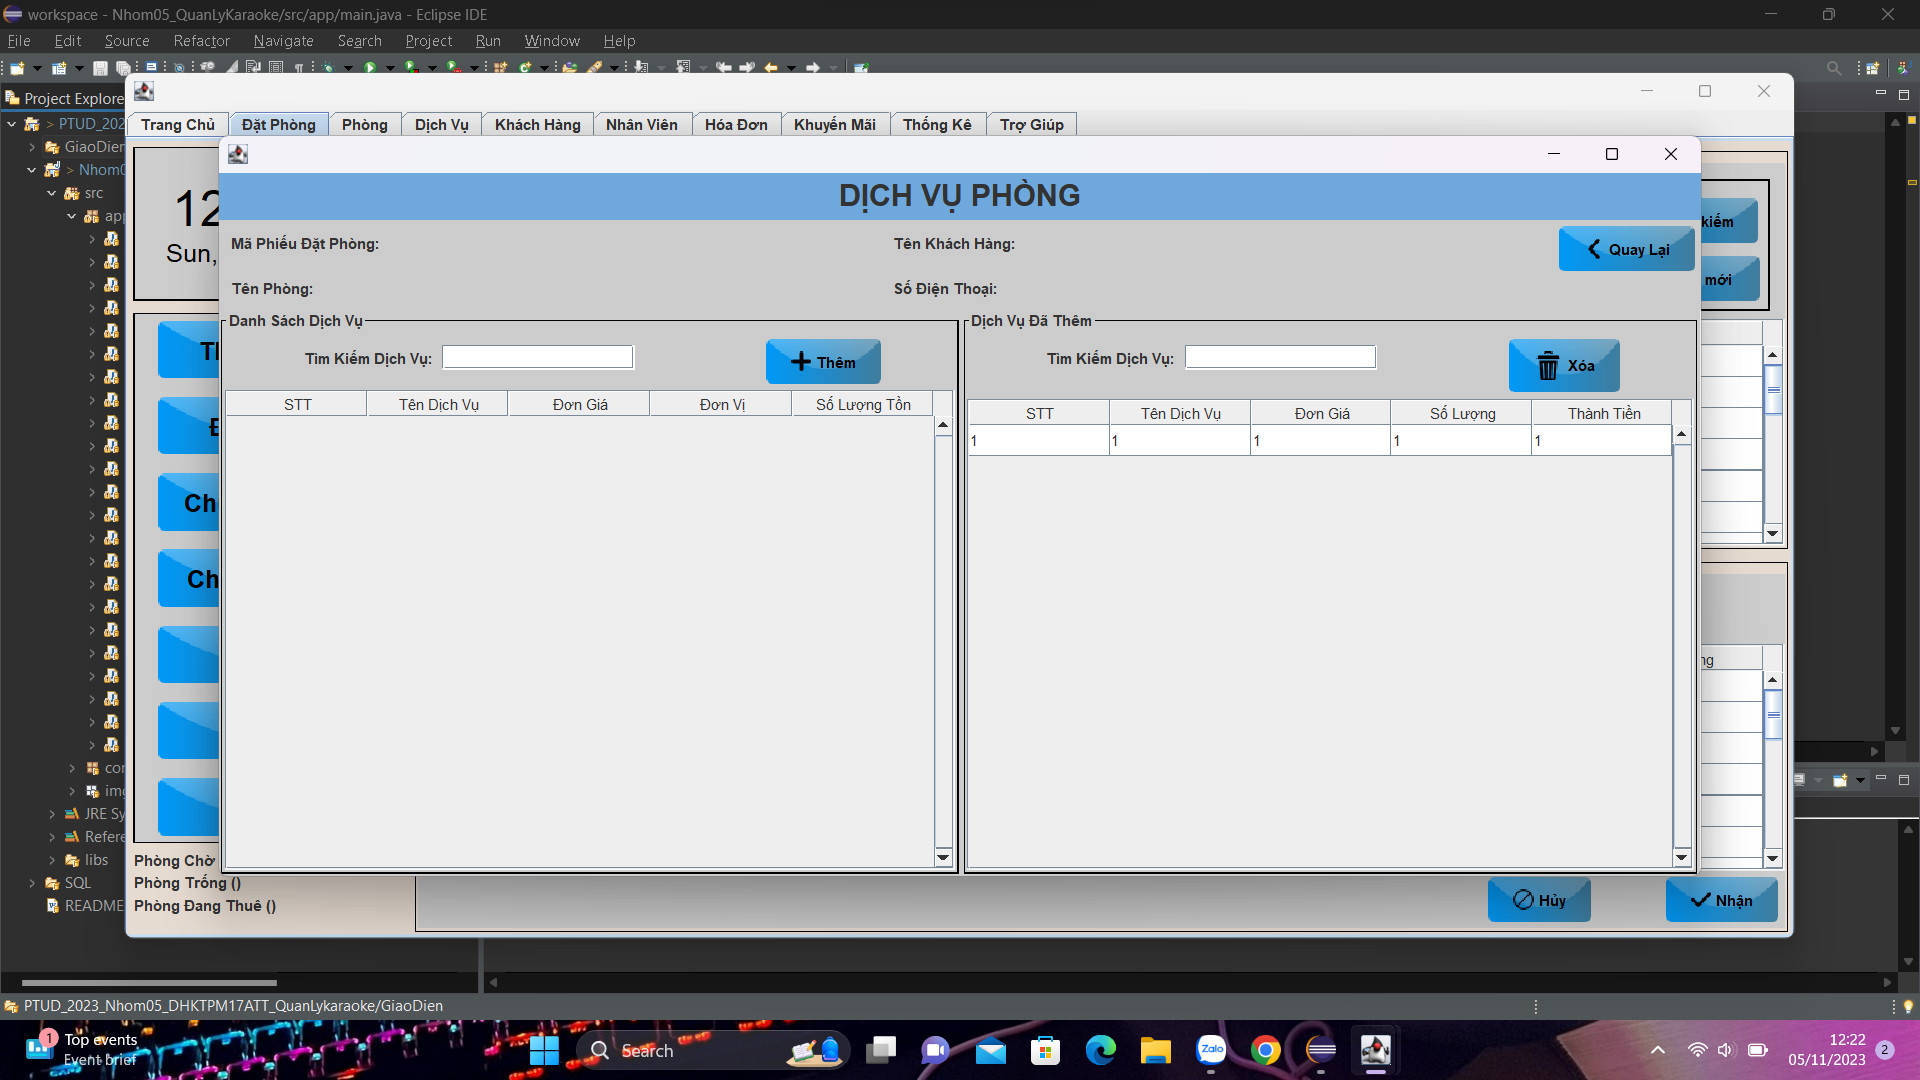 workspace - Nhom05_QuanLyKaraoke/src/app/main.java - Eclipse IDE
File Edit Source Refactor Navigate Search Project Run Window Help
Project Explore
Trang Chủ Đặt Phòng Phòng Dịch Vụ Khách Hàng Nhân Viên Hóa Đơn Khuyến Mãi Thống Kê Trợ Giúp
> PTUD_202
GiaoDien
> Nhom0
src
app
12
Sun,
DỊCH VỤ PHÒNG
kiếm
mới
Mã Phiếu Đặt Phòng:
Tên Khách Hàng:
Quay Lại
Tên Phòng:
Số Điện Thoại:
Danh Sách Dịch Vụ
Dịch Vụ Đã Thêm
Tìm Kiếm Dịch Vụ:
Thêm
Tìm Kiếm Dịch Vụ:
Xóa
STT Tên Dịch Vụ Đơn Giá Đơn Vị Số Lượng Tồn
STT Tên Dịch Vụ Đơn Giá Số Lượng Thành Tiền
1 1 1 1 1
Ch
Ch
ng
con
img
JRE Sy
Refere
libs
SQL
README
Phòng Chờ
Phòng Trống ()
Phòng Đang Thuê ()
Hủy
Nhận
PTUD_2023_Nhom05_DHKTPM17ATT_QuanLykaraoke/GiaoDien
1
Top events
Event brief
Search
Zalo
12:22
05/11/2023
2